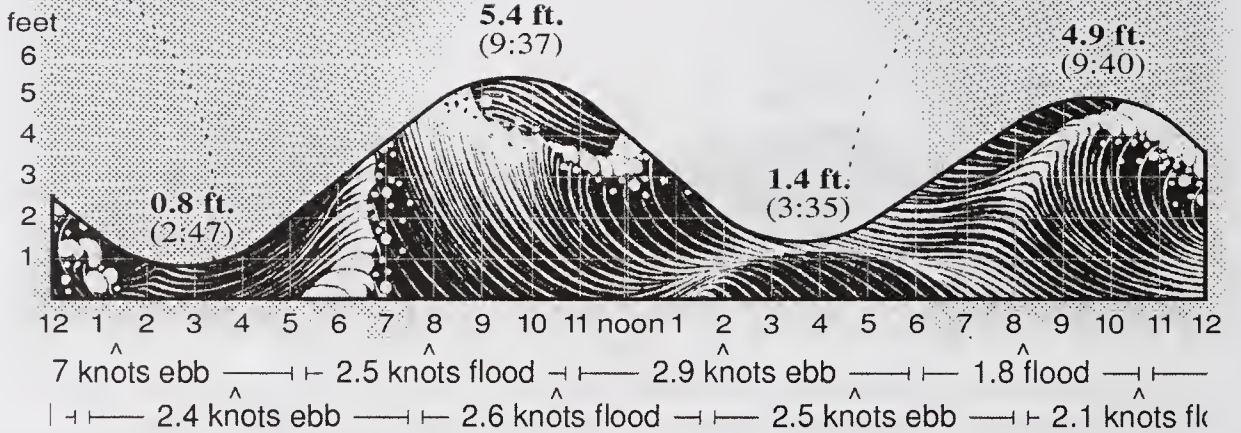 feet
5.4 ft.
(9:37)
4.9 ft.
(9:40)
6
5
4
3
2
1
0.8 ft.
(2:47)
1.4 ft.
(3:35)
12 1 2 3 4 5 6 7 8 9 10 11 noon 1 2 3 4 5 6 7 8 9 10 11 12
7 knots ebb 2.5 knots flood 2.9 knots ebb 1.8 flood
2.4 knots ebb 2.6 knots flood 2.5 knots ebb 2.1 knots flo